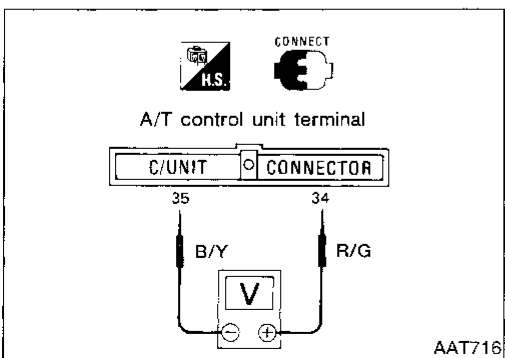 CONNECT
H.S.
A/T control unit terminal
C/UNIT CONNECTOR
35 34
B/Y R/G
V
AAT716